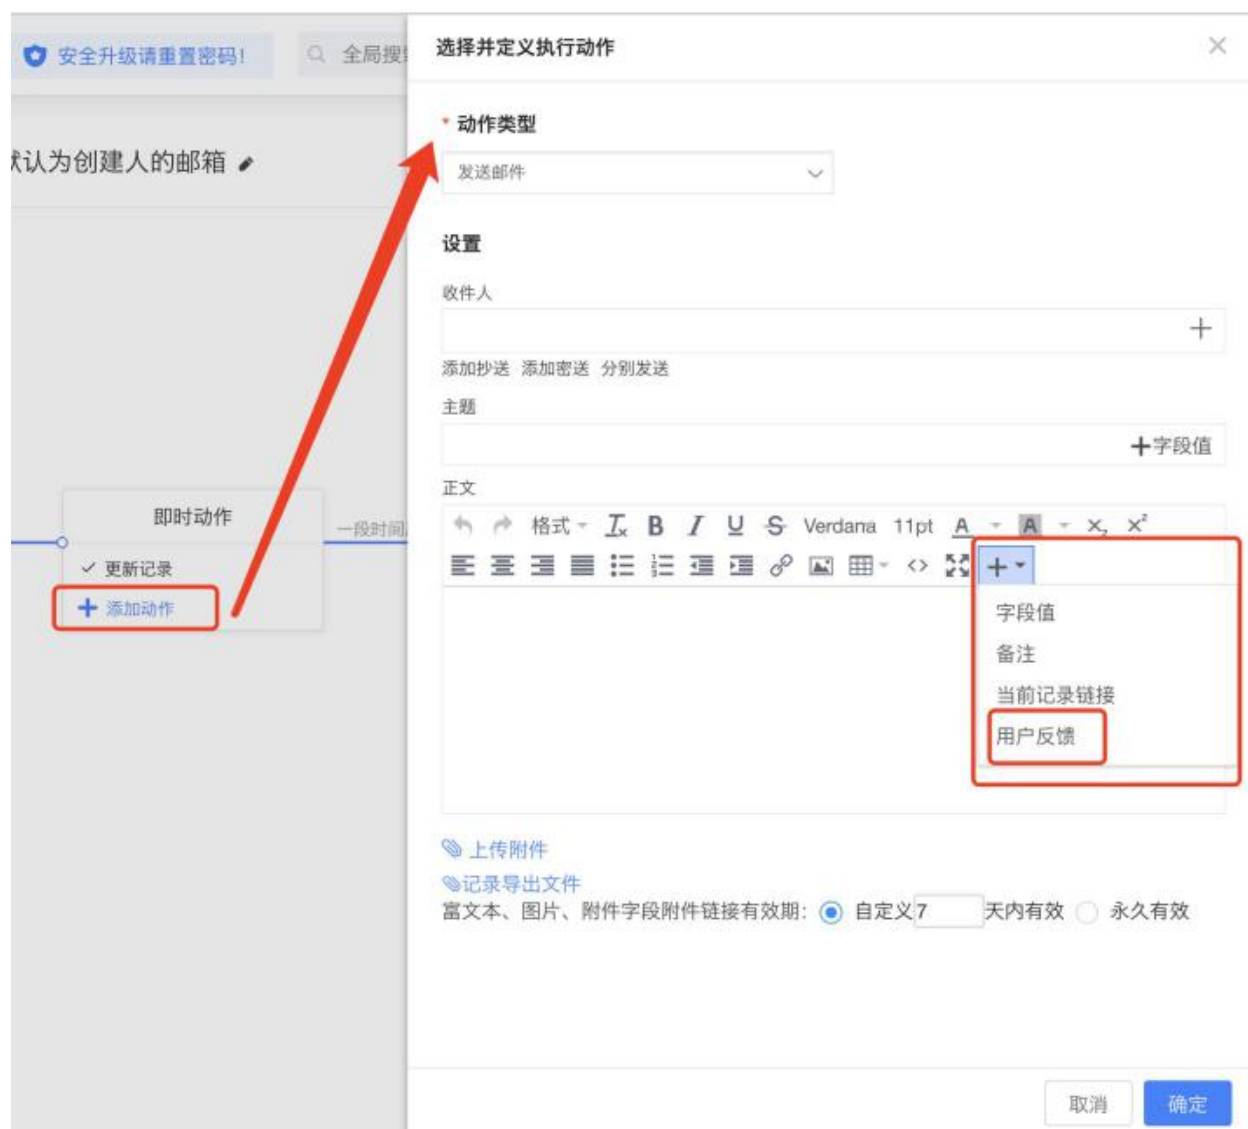 安全升级请重置密码!
全局搜
选择并定义执行动作
* 动作类型
认为创建人的邮箱
发送邮件
设置
收件人
添加抄送 添加密送 分别发送
主题
+字段值
正文
格式 Tx B I U S Verdana 11pt A A X₂ X²
即时动作
一段时间
更新记录
+ 添加动作
字段值
备注
当前记录链接
用户反馈
上传附件
记录导出文件
富文本、图片、附件字段附件链接有效期: 自定义 7 天内有效 永久有效
取消 确定